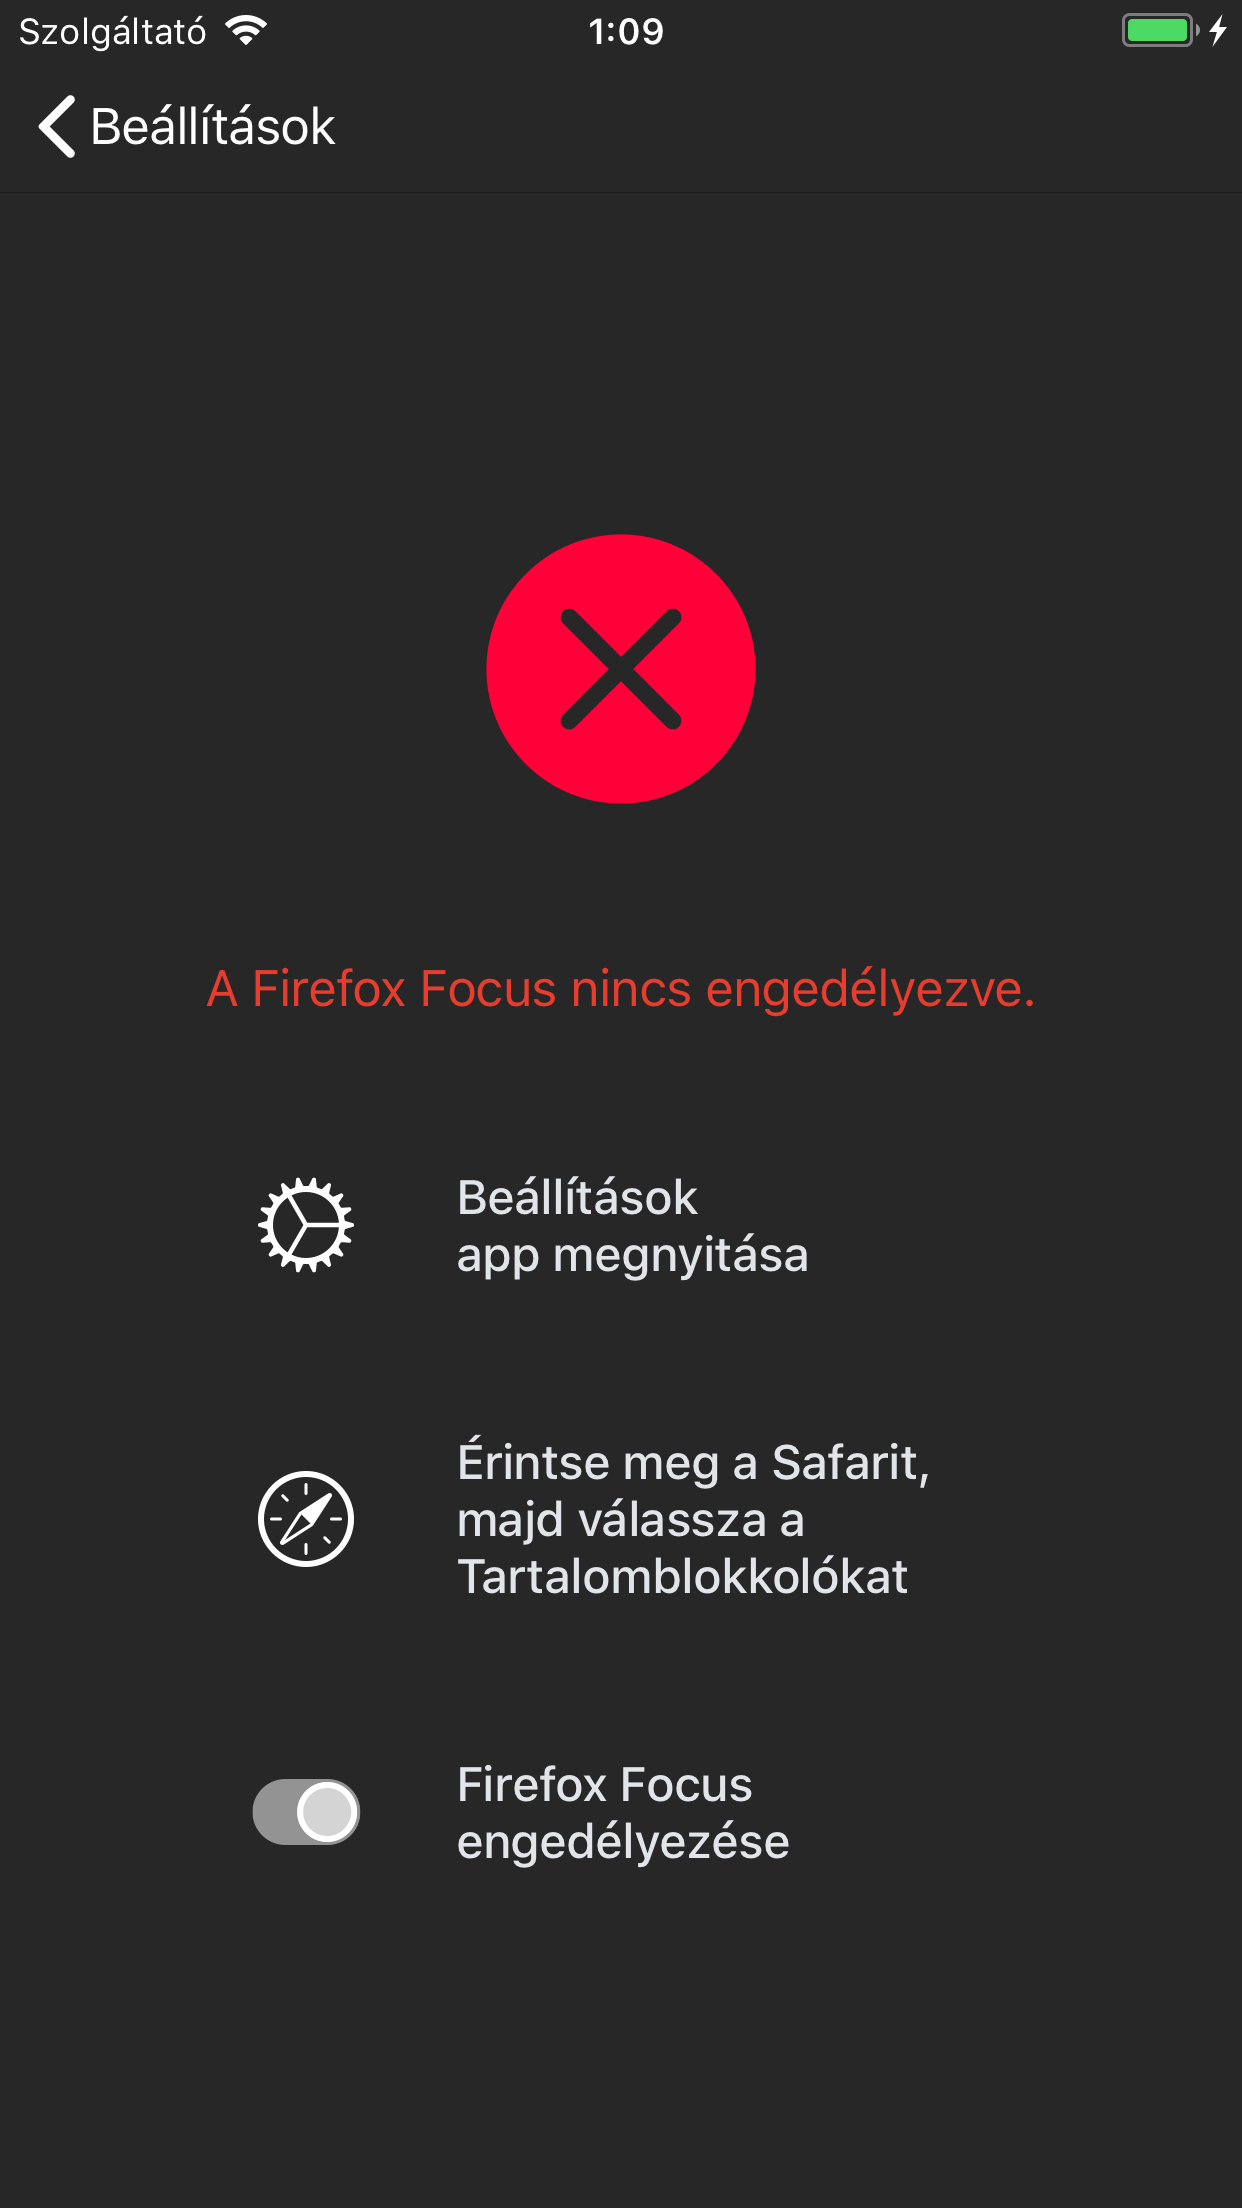 Szolgáltató 1:09
Beállítások
A Firefox Focus nincs engedélyezve.
Beállítások
app megnyitása
Érintse meg a Safarit,
majd válassza a
Tartalomblokkolókat
Firefox Focus
engedélyezése